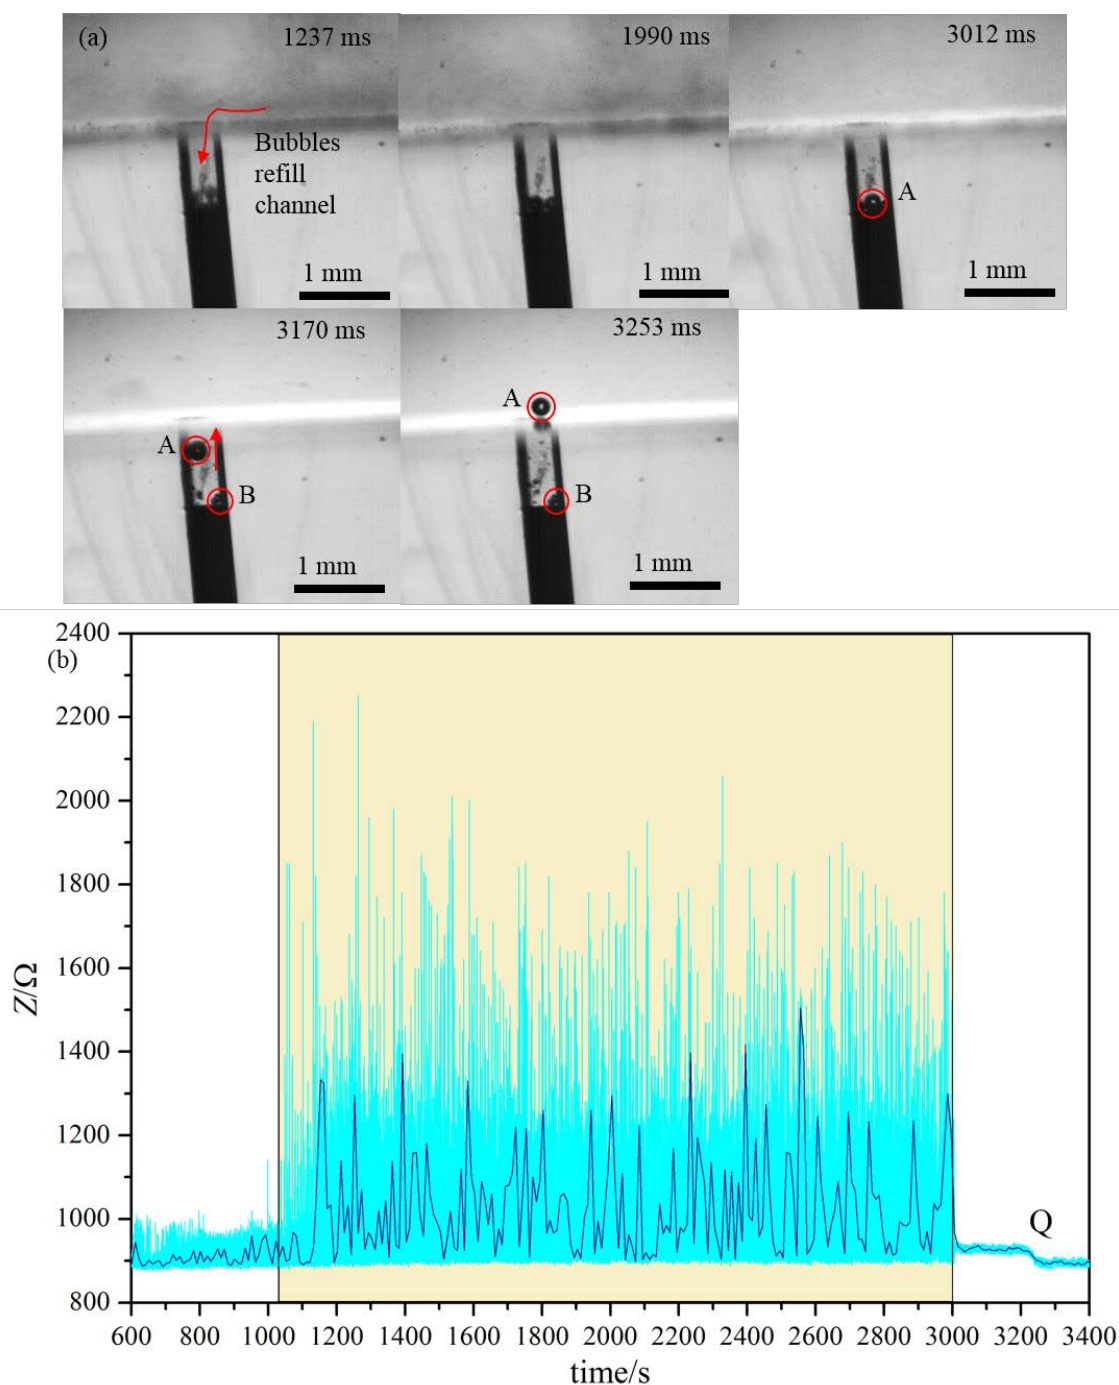 (a)
1237 ms
1990 ms
3012 ms
Bubbles
refill
channel
A
1 mm
1 mm
1 mm
3170 ms
3253 ms
A
B
A
B
1 mm
1 mm
(b)
2400
2200
2000
1800
1600
1400
1200
1000
800
Z/Ω
Q
600 800 1000 1200 1400 1600 1800 2000 2200 2400 2600 2800 3000 3200 3400
time/s